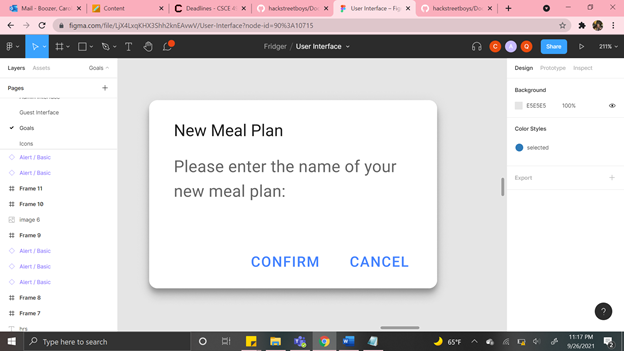 Mail - Boozer, Caro
Content
Deadlines - CSCE 4
hackstreetboys/Doc
User Interface – Fig
hackstreetboys/Doc
figma.com/file/LjX4LxqKHX3Shh2knEAvwV/User-Interface?node-id=90%3A10715
Fridger / User Interface
C A Q Share 211%
Layers Assets Goals
Design Prototype Inspect
Pages
Background
E5E5E5 100%
Guest Interface
Goals
Icons
Color Styles
selected
Export
Alert / Basic
Alert / Basic
Frame 11
Frame 10
image 6
Frame 9
Alert / Basic
Alert / Basic
Alert / Basic
Frame 8
Frame 7
hrs
New Meal Plan
Please enter the name of your
new meal plan:
CONFIRM CANCEL
?
Type here to search
65°F
11:17 PM
9/26/2021
2